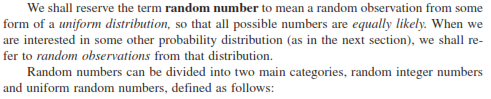 We shall reserve the term random number to mean a random observation from some
form of a uniform distribution, so that all possible numbers are equally likely. When we
are interested in some other probability distribution (as in the next section), we shall re-
fer to random observations from that distribution.
Random numbers can be divided into two main categories, random integer numbers
and uniform random numbers, defined as follows: